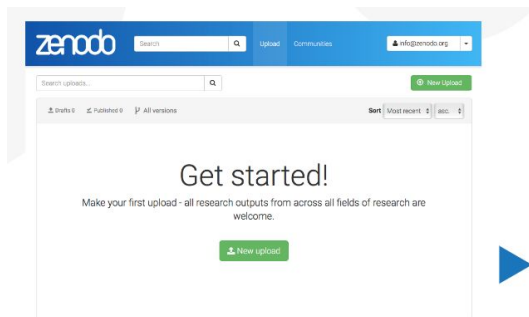 zenodo Search Upload Communities info@zenodo.org
Search uploads... New Upload
Drafts 0 Published 0 All versions Sort Most recent asc.
Get started!
Make your first upload - all research outputs from across all fields of research are
welcome.
New upload